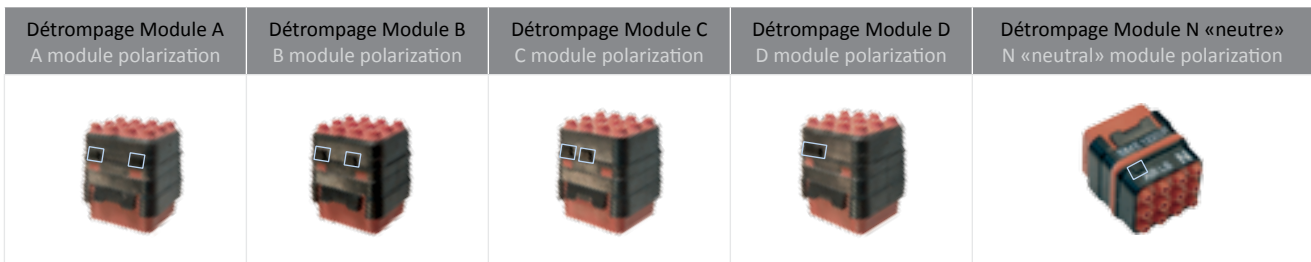 Détrompage Module A
A module polarization
Détrompage Module B
B module polarization
Détrompage Module C
C module polarization
Détrompage Module D
D module polarization
Détrompage Module N «neutre»
N «neutral» module polarization
N